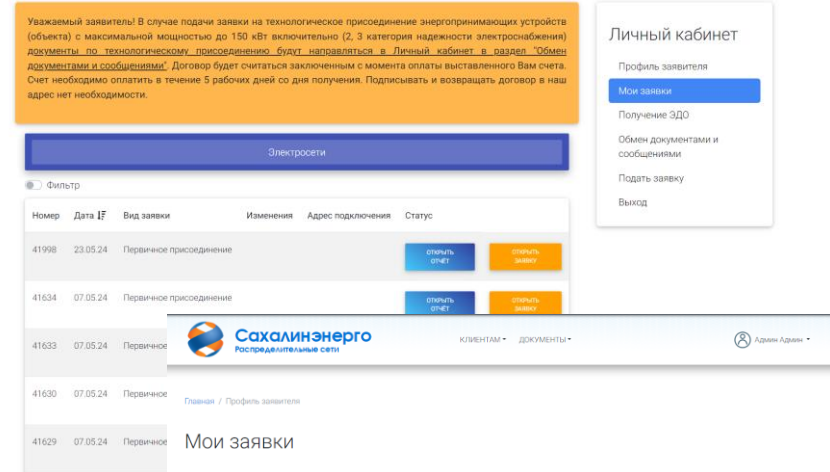 Уважаемый заявитель! В случае подачи заявки на технологическое присоединение энергопринимающих устройств
(объекта) с максимальной мощностью до 150 кВт включительно (2, 3 категория надежности электроснабжения)
документы по технологическому присоединению будут направляться в Личный кабинет в раздел "Обмен
документами и сообщениями". Договор будет считаться заключенным с момента оплаты выставленного Вам счета.
Счет необходимо оплатить в течение 5 рабочих дней со дня получения. Подписывать и возвращать договор в наш
адрес нет необходимости.
Личный кабинет
Профиль заявителя
Мои заявки
Получение ЭДО
Обмен документами и
сообщениями
Подать заявку
Выход
Электросети
Фильтр
Номер Дата Вид заявки Изменения Адрес подключения Статус
41998 23.05.24 Первичное присоединение ОТКРЫТЬ ОТЧЁТ ОТКРЫТЬ ЗАЯВКУ
41634 07.05.24 Первичное присоединение ОТКРЫТЬ ОТЧЁТ ОТКРЫТЬ ЗАЯВКУ
41633 07.05.24 Первичное
41630 07.05.24 Первичное
41629 07.05.24 Первичное
Сахалинэнерго
Распределительные сети
КЛИЕНТАМ ДОКУМЕНТЫ Админ Админ
Главная / Профиль заявителя
Мои заявки